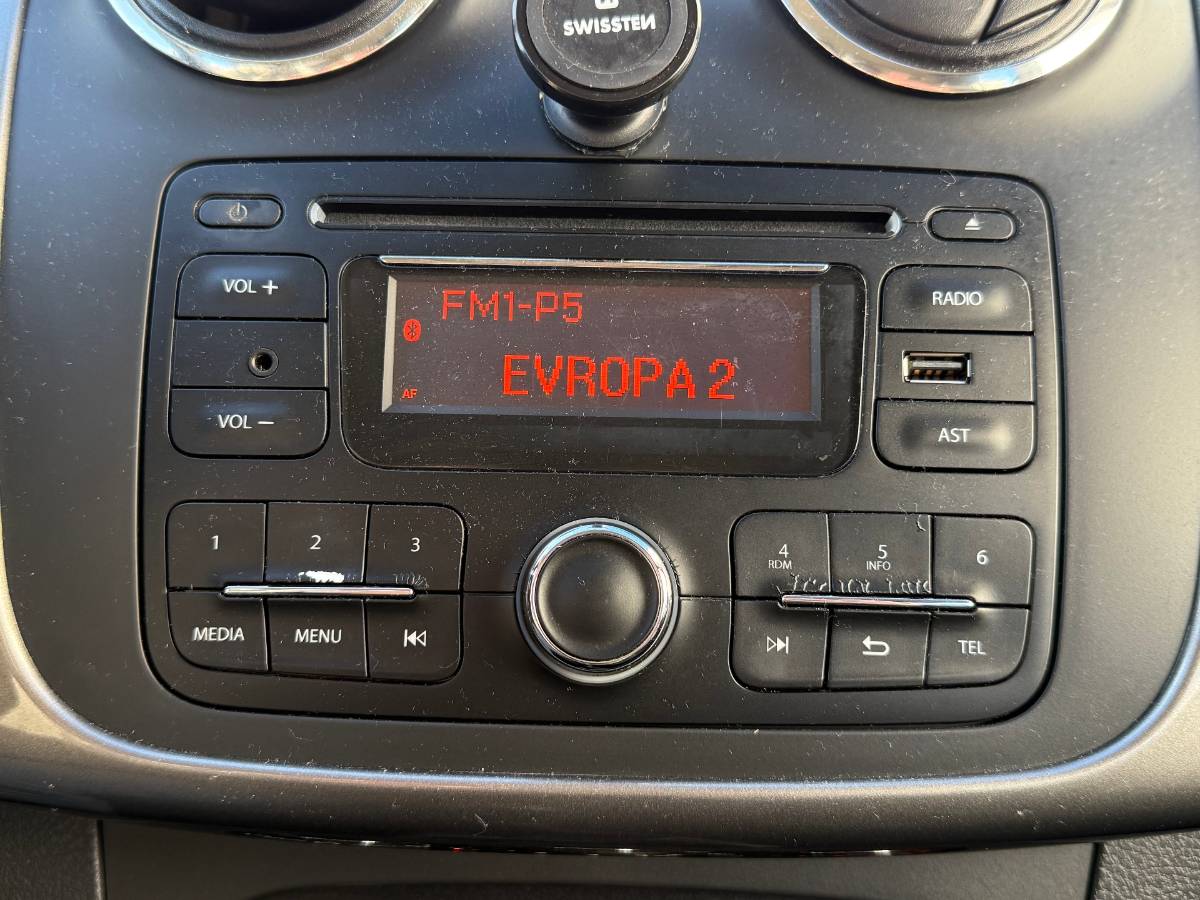 SWISSTEN
VOL +
RADIO
FM1-P5
EVROPA 2
AF
VOL −
AST
1 2 3
4 RDM 5 INFO 6
MEDIA MENU
TEL